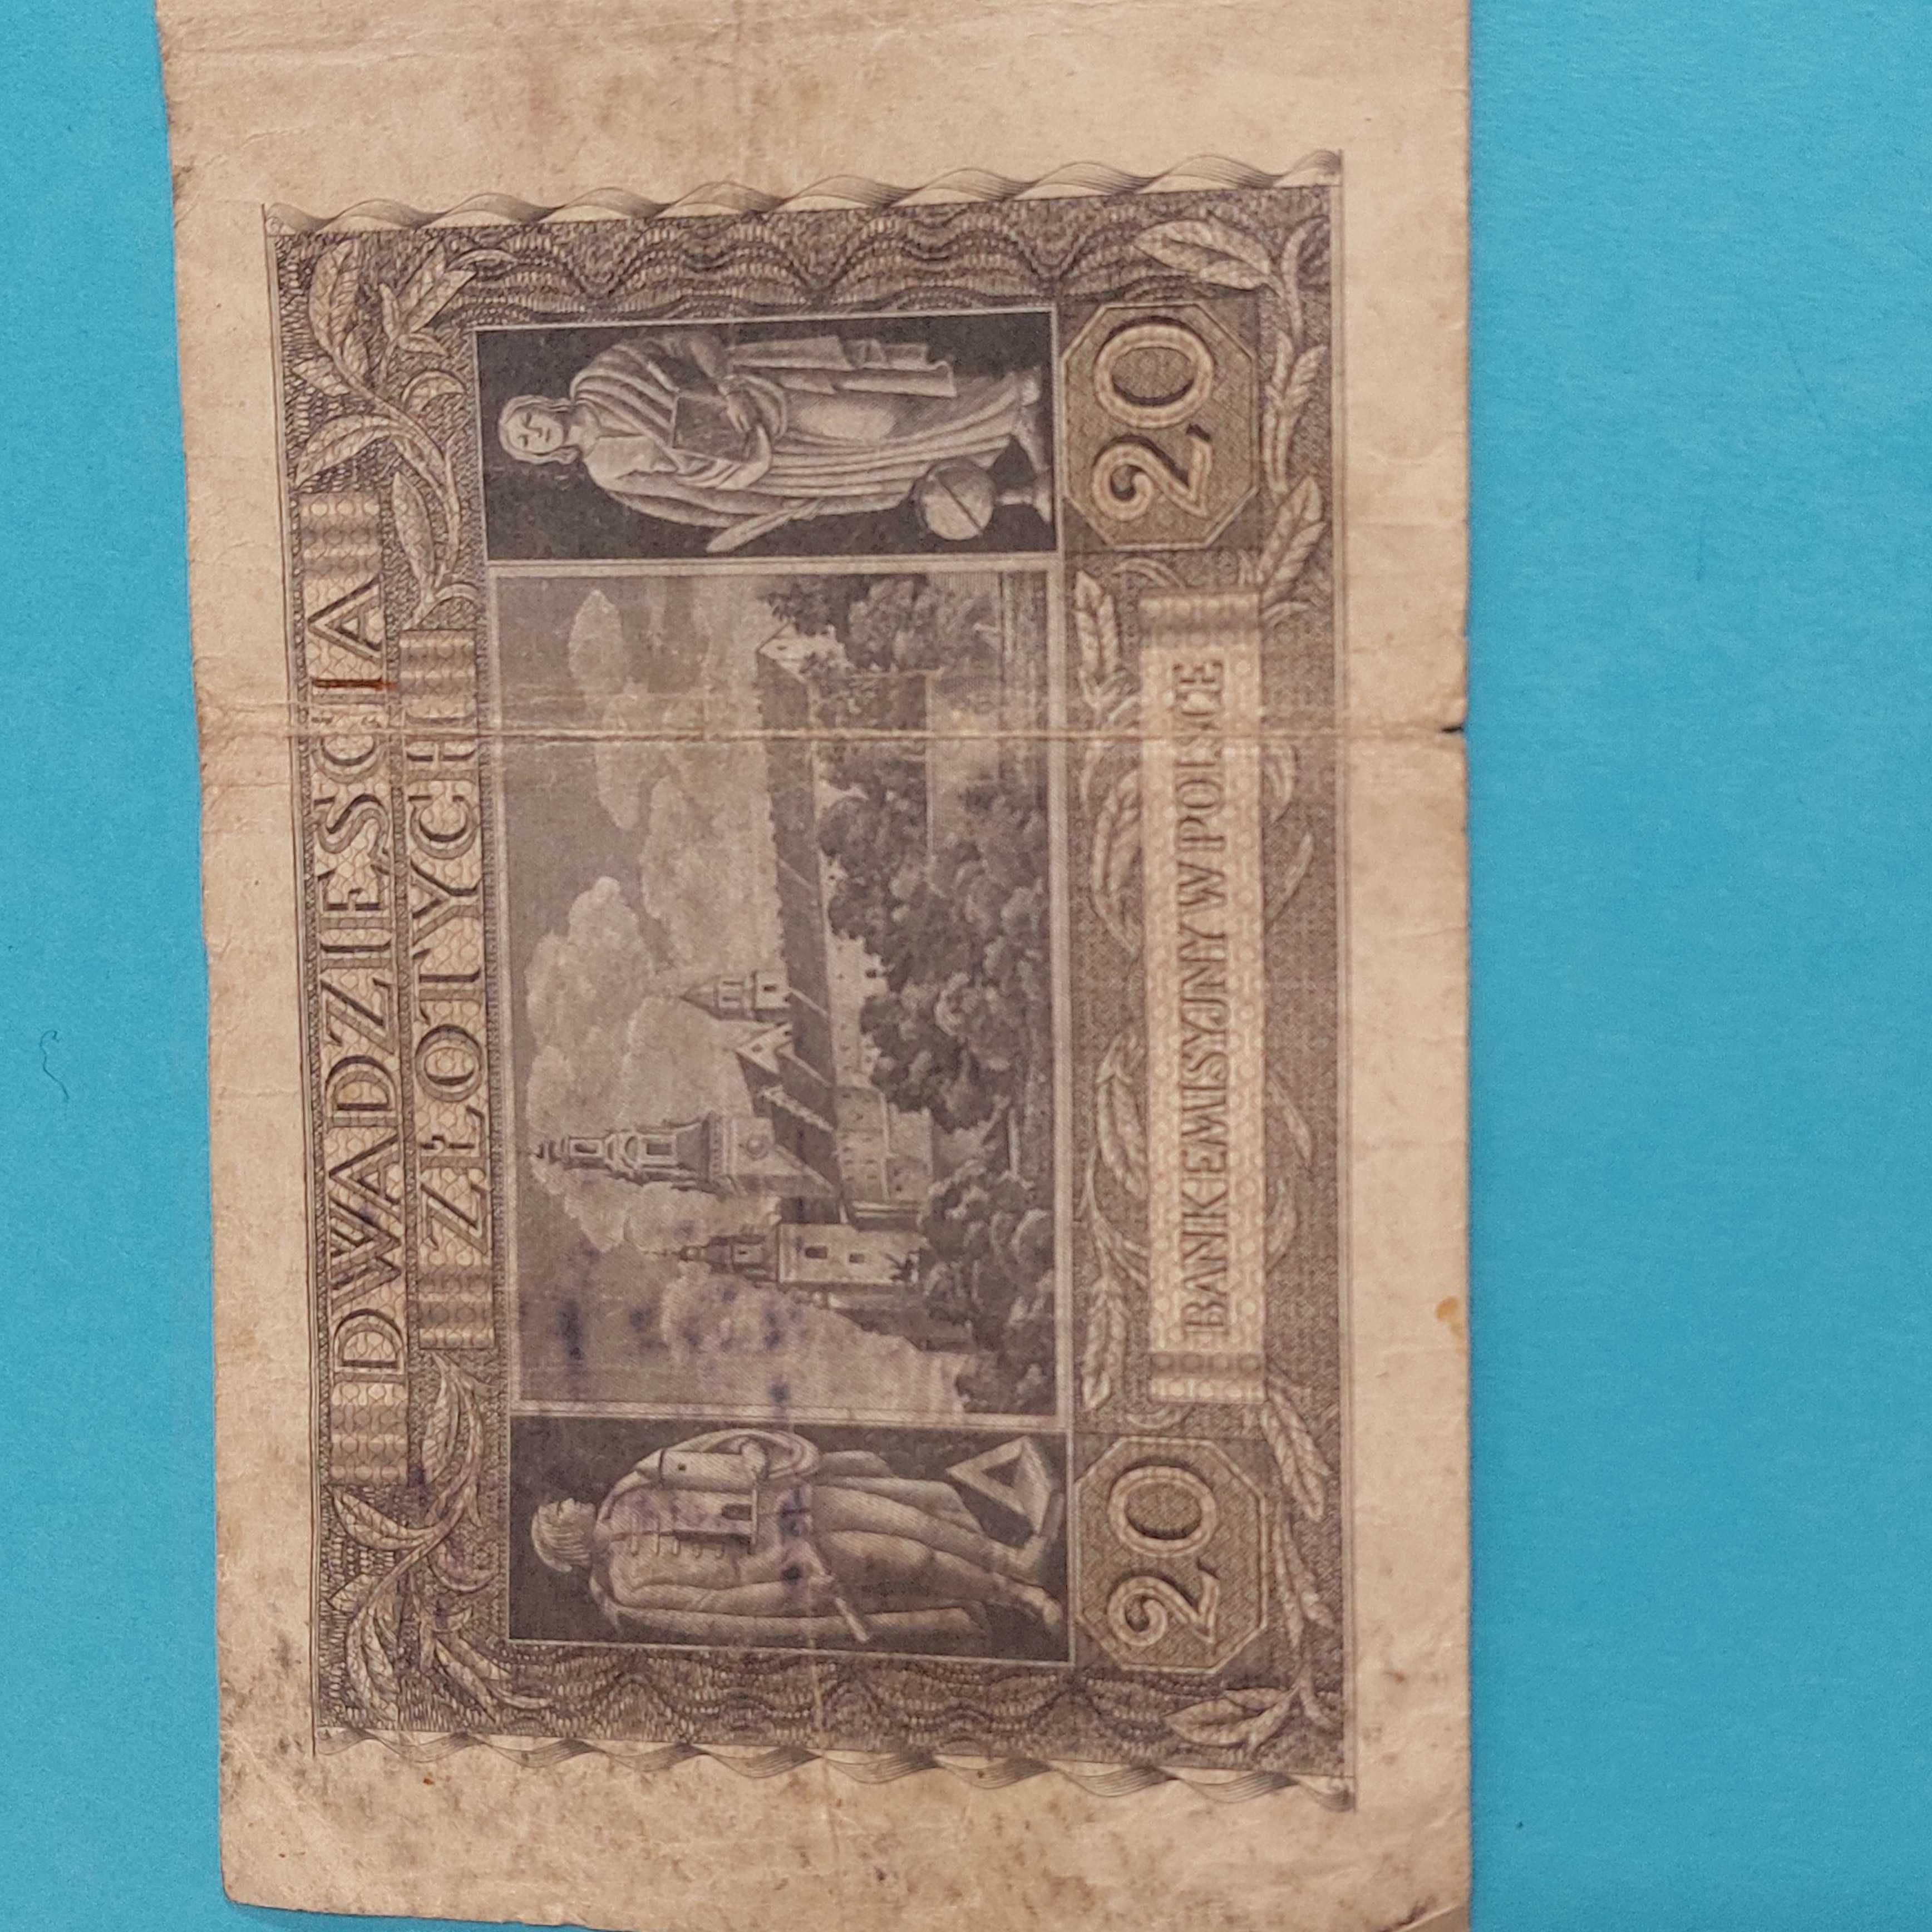 DWADZIEŚCIA
ZŁOTYCH
20
BANK EMISYJNY W POLSCE
20